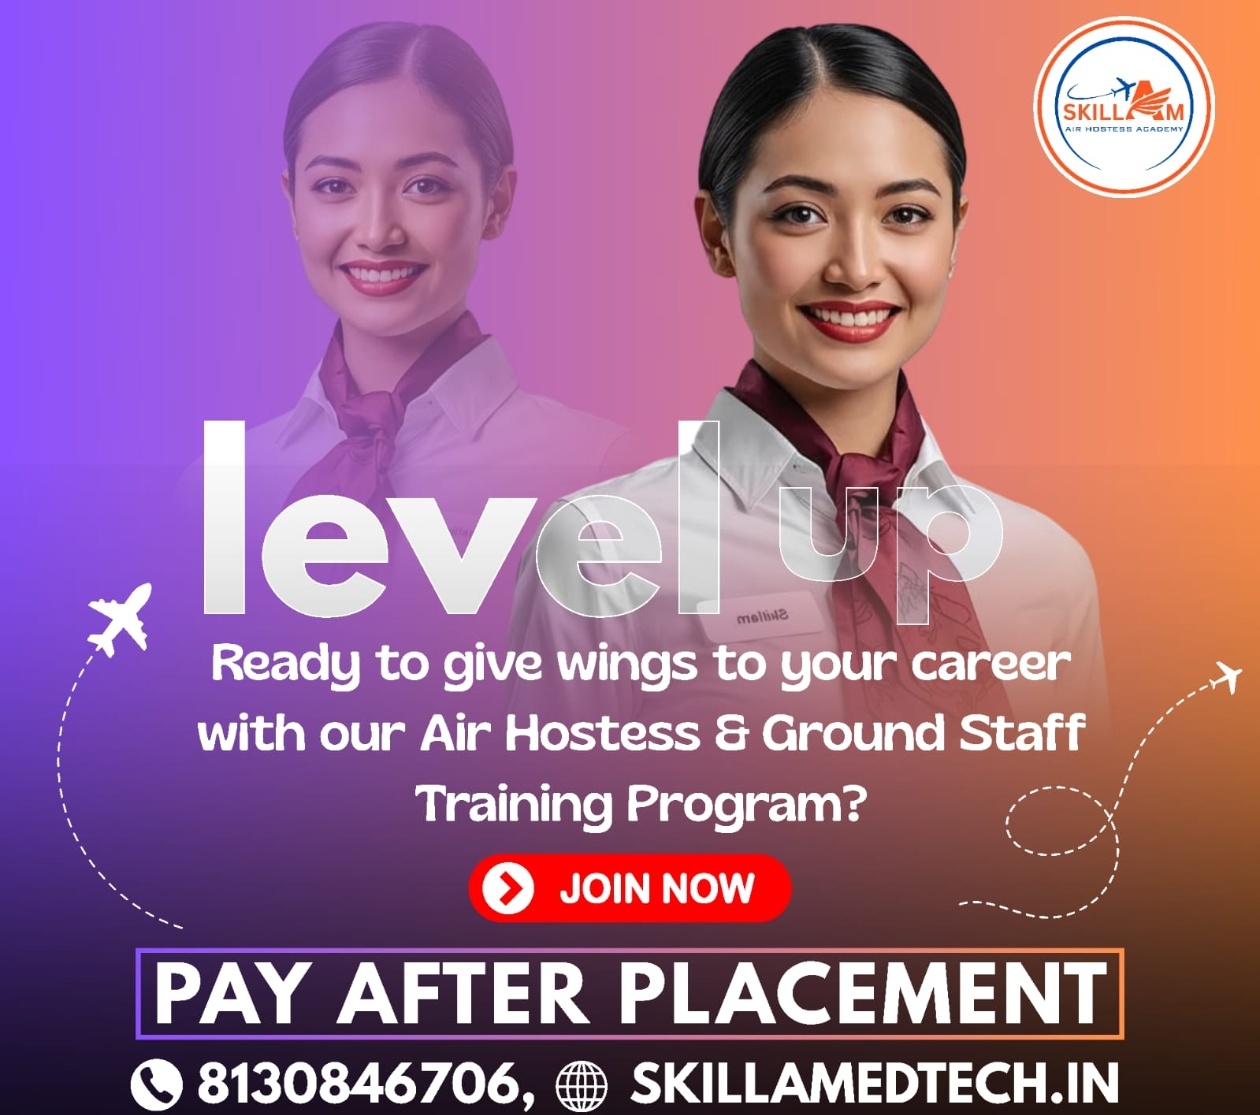 SKILLAM
AIR HOSTESS ACADEMY
level up
Skillam
Ready to give wings to your career
with our Air Hostess & Ground Staff
Training Program?
JOIN NOW
PAY AFTER PLACEMENT
8130846706, SKILLAMEDTECH.IN